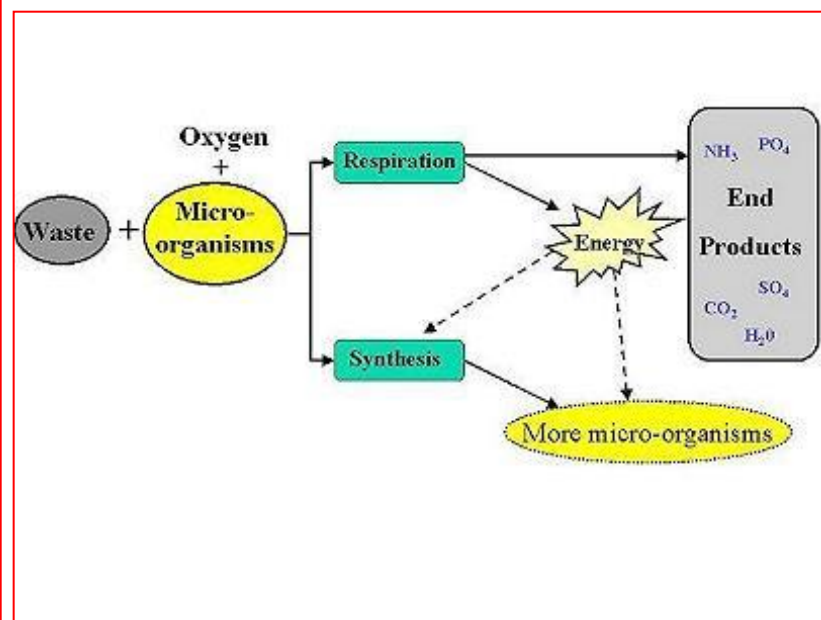 Oxygen
+
Waste
+
Micro-
organisms
Respiration
Synthesis
Energy
More micro-organisms
NH₃
PO₄
End
Products
SO₄
CO₂
H₂0